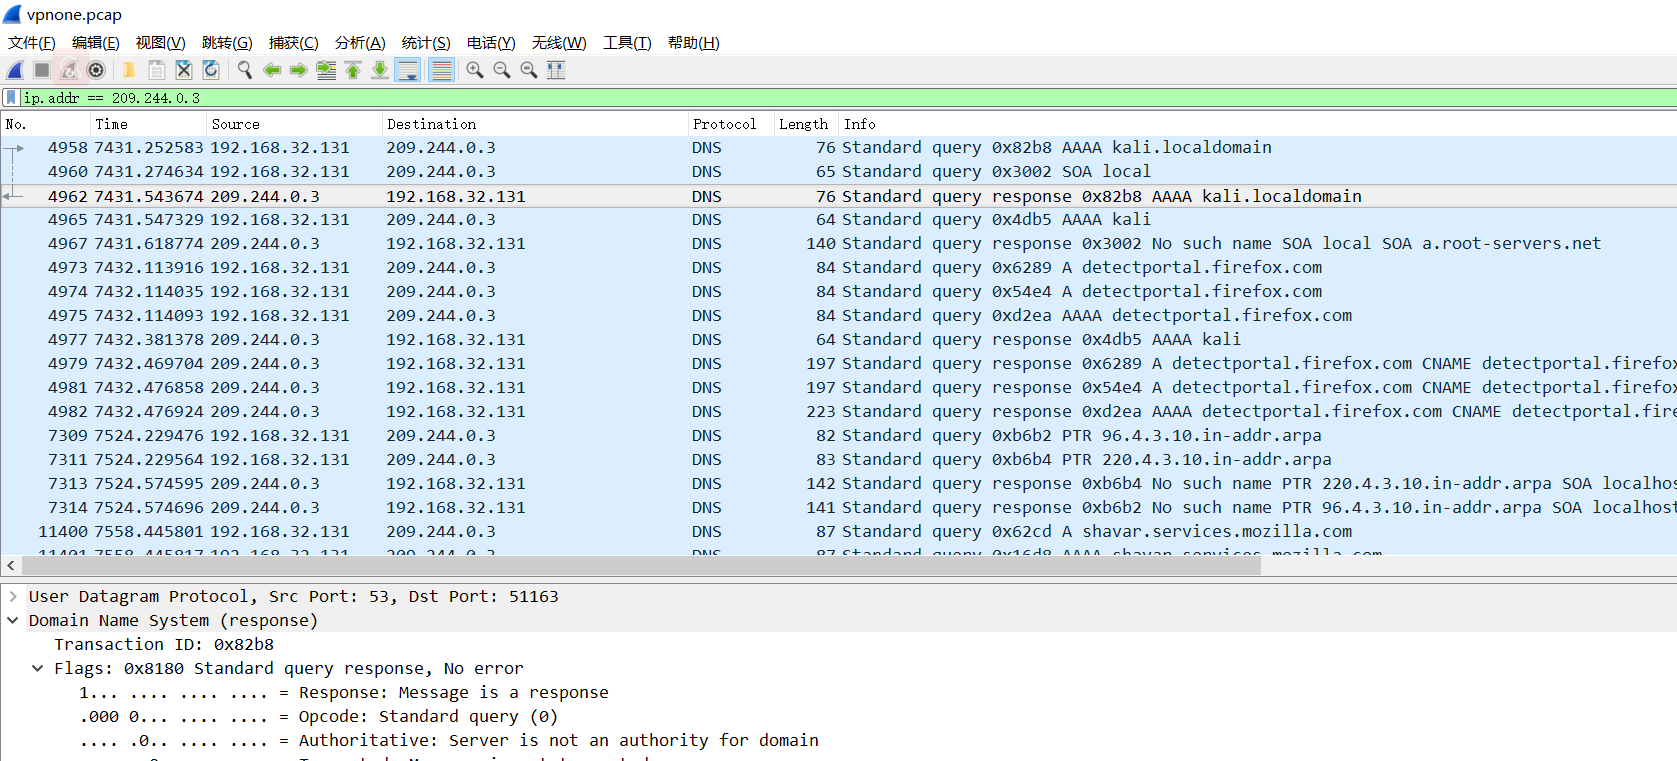 vpnone.pcap
文件(F) 编辑(E) 视图(V) 跳转(G) 捕获(C) 分析(A) 统计(S) 电话(Y) 无线(W) 工具(T) 帮助(H)
ip.addr == 209.244.0.3
No. Time Source Destination Protocol Length Info
4958 7431.252583 192.168.32.131 209.244.0.3 DNS 76 Standard query 0x82b8 AAAA kali.localdomain
4960 7431.274634 192.168.32.131 209.244.0.3 DNS 65 Standard query 0x3002 SOA local
4962 7431.543674 209.244.0.3 192.168.32.131 DNS 76 Standard query response 0x82b8 AAAA kali.localdomain
4965 7431.547329 192.168.32.131 209.244.0.3 DNS 64 Standard query 0x4db5 AAAA kali
4967 7431.618774 209.244.0.3 192.168.32.131 DNS 140 Standard query response 0x3002 No such name SOA local SOA a.root-servers.net
4973 7432.113916 192.168.32.131 209.244.0.3 DNS 84 Standard query 0x6289 A detectportal.firefox.com
4974 7432.114035 192.168.32.131 209.244.0.3 DNS 84 Standard query 0x54e4 A detectportal.firefox.com
4975 7432.114093 192.168.32.131 209.244.0.3 DNS 84 Standard query 0xd2ea AAAA detectportal.firefox.com
4977 7432.381378 209.244.0.3 192.168.32.131 DNS 64 Standard query response 0x4db5 AAAA kali
4979 7432.469704 209.244.0.3 192.168.32.131 DNS 197 Standard query response 0x6289 A detectportal.firefox.com CNAME detectportal.firefox
4981 7432.476858 209.244.0.3 192.168.32.131 DNS 197 Standard query response 0x54e4 A detectportal.firefox.com CNAME detectportal.firefox
4982 7432.476924 209.244.0.3 192.168.32.131 DNS 223 Standard query response 0xd2ea AAAA detectportal.firefox.com CNAME detectportal.fire
7309 7524.229476 192.168.32.131 209.244.0.3 DNS 82 Standard query 0xb6b2 PTR 96.4.3.10.in-addr.arpa
7311 7524.229564 192.168.32.131 209.244.0.3 DNS 83 Standard query 0xb6b4 PTR 220.4.3.10.in-addr.arpa
7313 7524.574595 209.244.0.3 192.168.32.131 DNS 142 Standard query response 0xb6b4 No such name PTR 220.4.3.10.in-addr.arpa SOA localhos
7314 7524.574696 209.244.0.3 192.168.32.131 DNS 141 Standard query response 0xb6b2 No such name PTR 96.4.3.10.in-addr.arpa SOA localhost
11400 7558.445801 192.168.32.131 209.244.0.3 DNS 87 Standard query 0x62cd A shavar.services.mozilla.com
11401 7558.445817 192.168.32.131 209.244.0.3 DNS 87 Standard query 0x16d8 AAAA shavar.services.mozilla.com
User Datagram Protocol, Src Port: 53, Dst Port: 51163
Domain Name System (response)
Transaction ID: 0x82b8
Flags: 0x8180 Standard query response, No error
1... .... .... .... = Response: Message is a response
.000 0... .... .... = Opcode: Standard query (0)
.... .0.. .... .... = Authoritative: Server is not an authority for domain